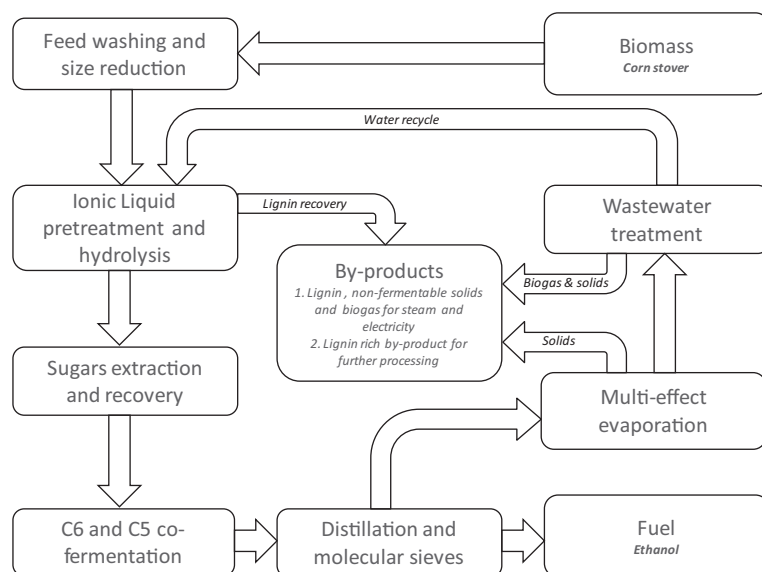 Feed washing and
size reduction
Biomass
Corn stover
Water recycle
Ionic Liquid
pretreatment and
hydrolysis
Lignin recovery
Wastewater
treatment
By-products
1. Lignin , non-fermentable solids
and biogas for steam and
electricity
2. Lignin rich by-product for
further processing
Biogas & solids
Solids
Sugars extraction
and recovery
Multi-effect
evaporation
C6 and C5 co-
fermentation
Distillation and
molecular sieves
Fuel
Ethanol